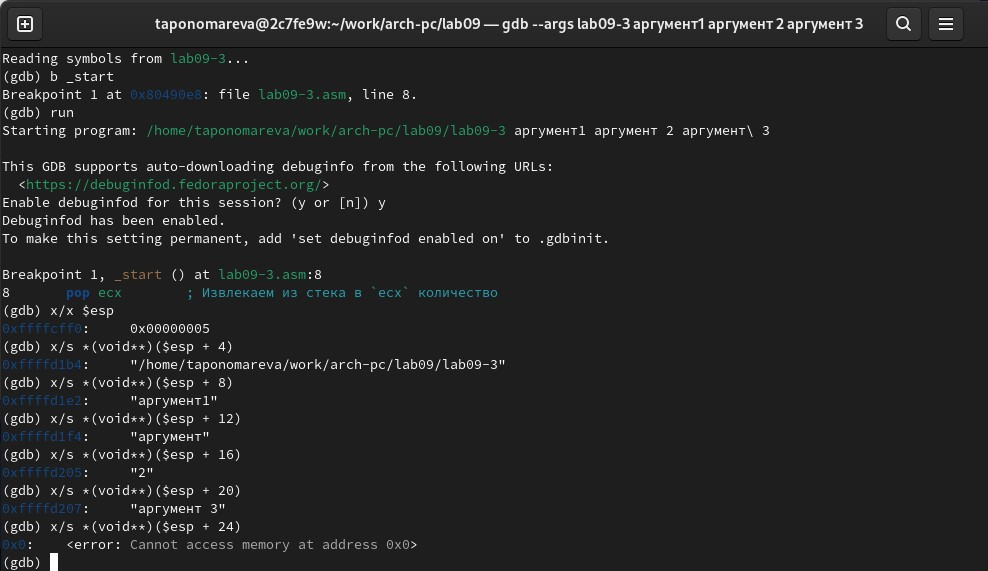 taponomareva@2c7fe9w:~/work/arch-pc/lab09 — gdb --args lab09-3 аргумент1 аргумент 2 аргумент 3
Reading symbols from lab09-3...
(gdb) b _start
Breakpoint 1 at 0x80490e8: file lab09-3.asm, line 8.
(gdb) run
Starting program: /home/taponomareva/work/arch-pc/lab09/lab09-3 аргумент1 аргумент 2 аргумент\ 3
This GDB supports auto-downloading debuginfo from the following URLs:
<https://debuginfod.fedoraproject.org/>
Enable debuginfod for this session? (y or [n]) y
Debuginfod has been enabled.
To make this setting permanent, add 'set debuginfod enabled on' to .gdbinit.
Breakpoint 1, _start () at lab09-3.asm:8
8 pop ecx ; Извлекаем из стека в `ecx` количество
(gdb) x/x $esp
0xffffcff0: 0x00000005
(gdb) x/s *(void**)($esp + 4)
0xffffd1b4: "/home/taponomareva/work/arch-pc/lab09/lab09-3"
(gdb) x/s *(void**)($esp + 8)
0xffffd1e2: "аргумент1"
(gdb) x/s *(void**)($esp + 12)
0xffffd1f4: "аргумент"
(gdb) x/s *(void**)($esp + 16)
0xffffd205: "2"
(gdb) x/s *(void**)($esp + 20)
0xffffd207: "аргумент 3"
(gdb) x/s *(void**)($esp + 24)
0x0: <error: Cannot access memory at address 0x0>
(gdb)